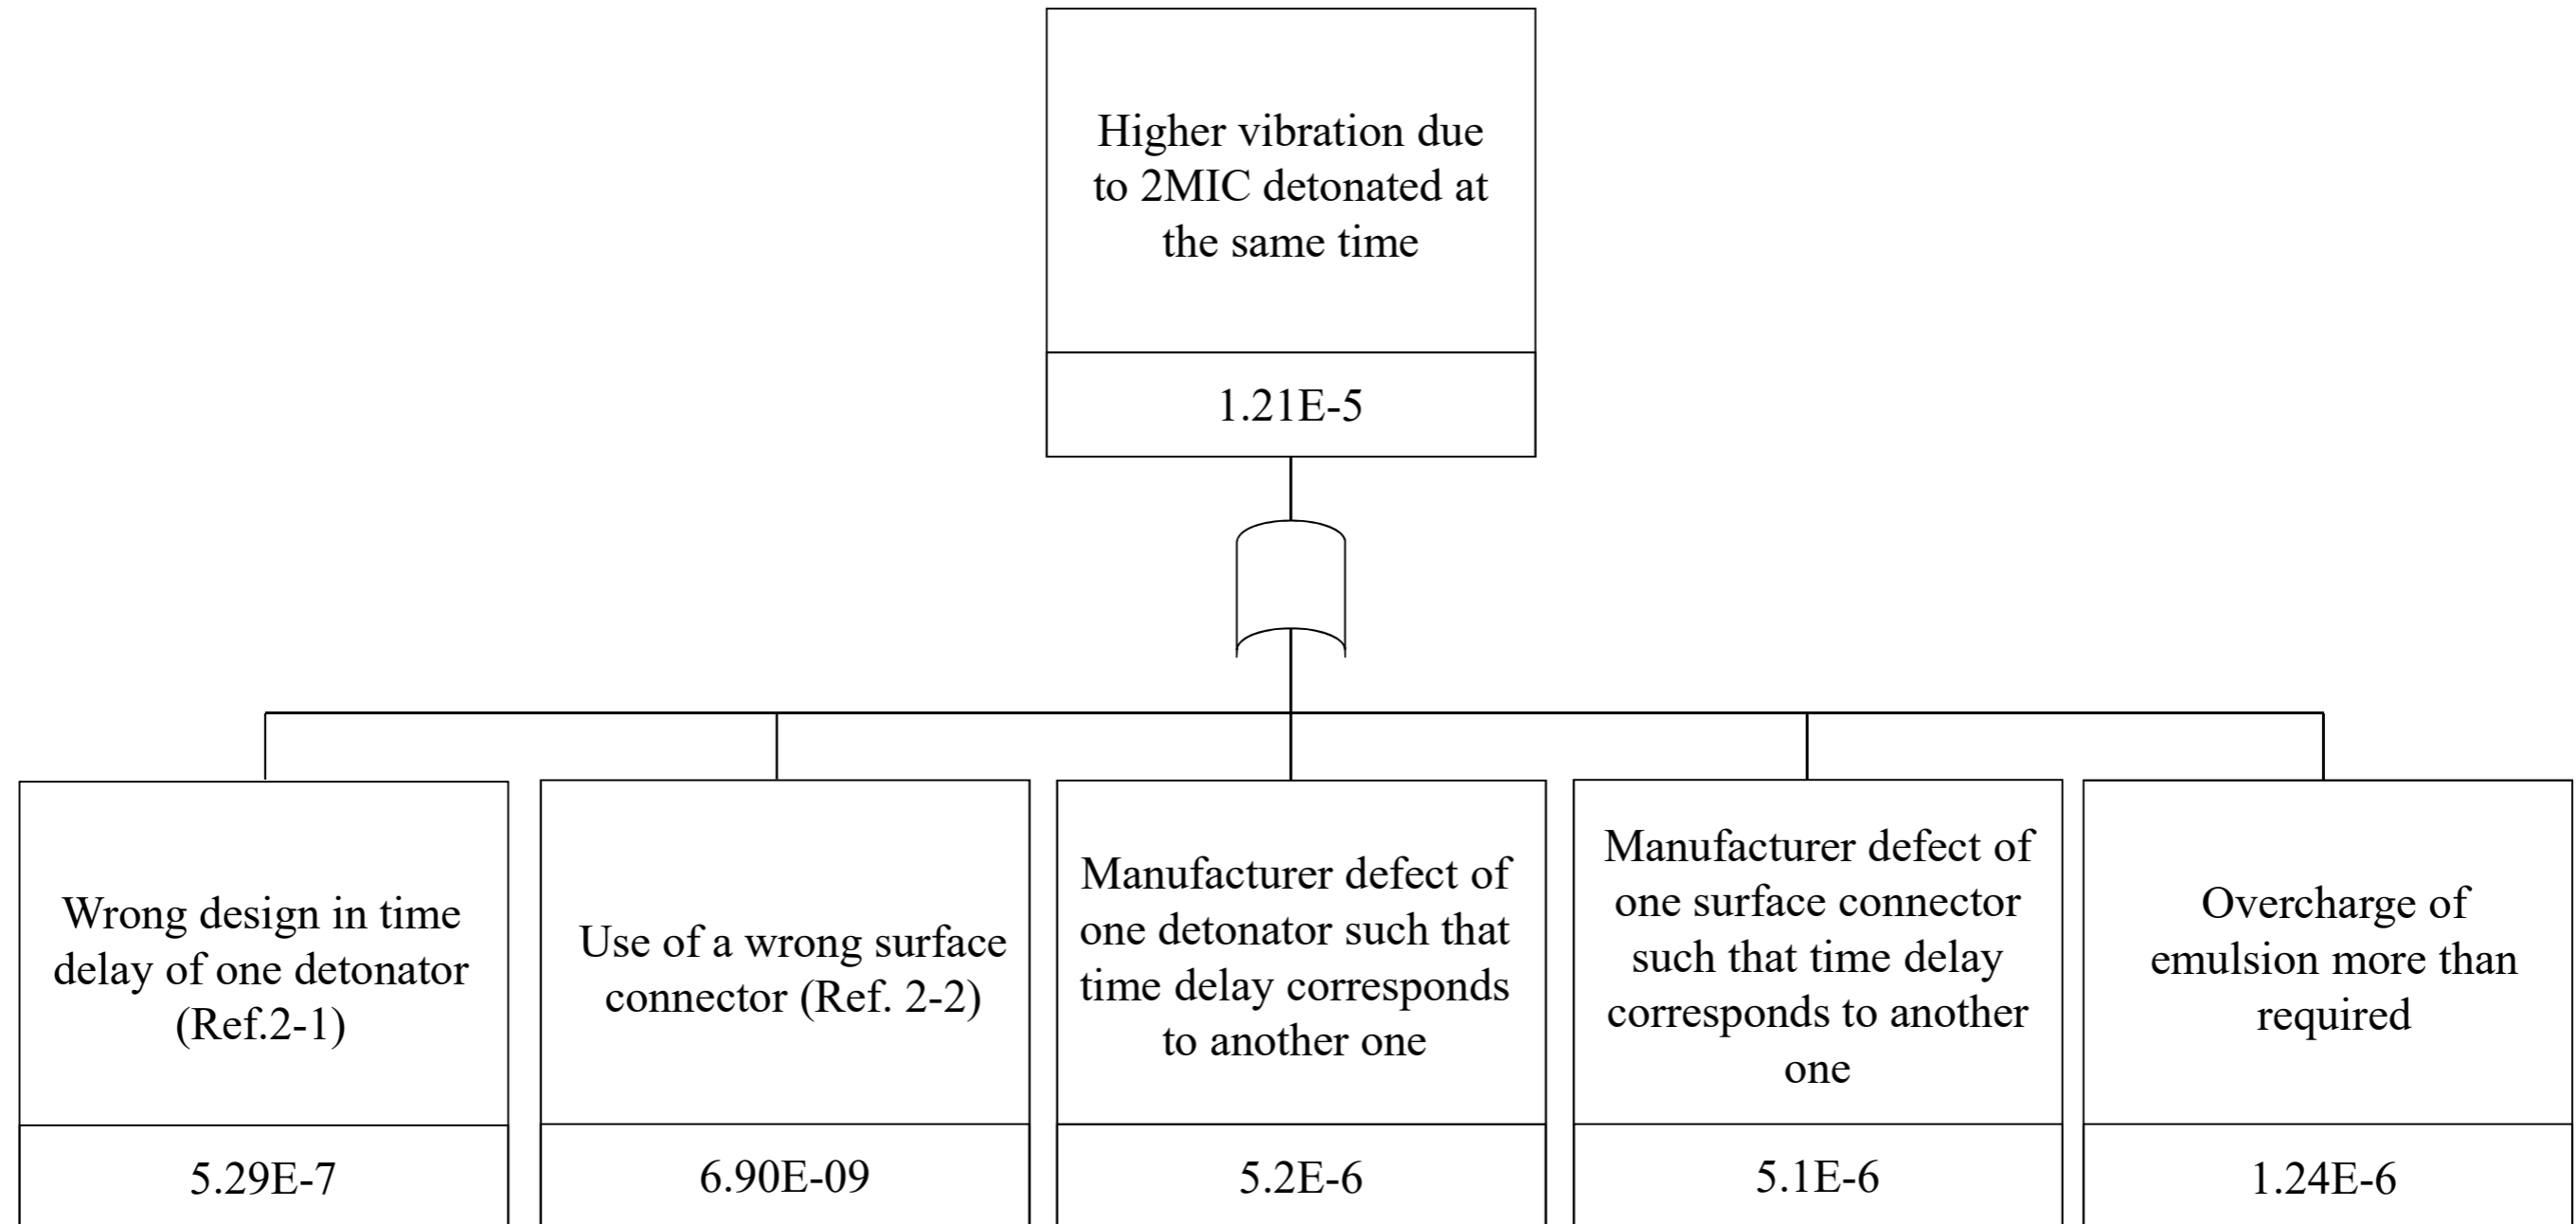 Higher vibration due
to 2MIC detonated at
the same time
1.21E-5
Wrong design in time
delay of one detonator
(Ref.2-1)
5.29E-7
Use of a wrong surface
connector (Ref. 2-2)
6.90E-09
Manufacturer defect of
one detonator such that
time delay corresponds
to another one
5.2E-6
Manufacturer defect of
one surface connector
such that time delay
corresponds to another
one
5.1E-6
Overcharge of
emulsion more than
required
1.24E-6